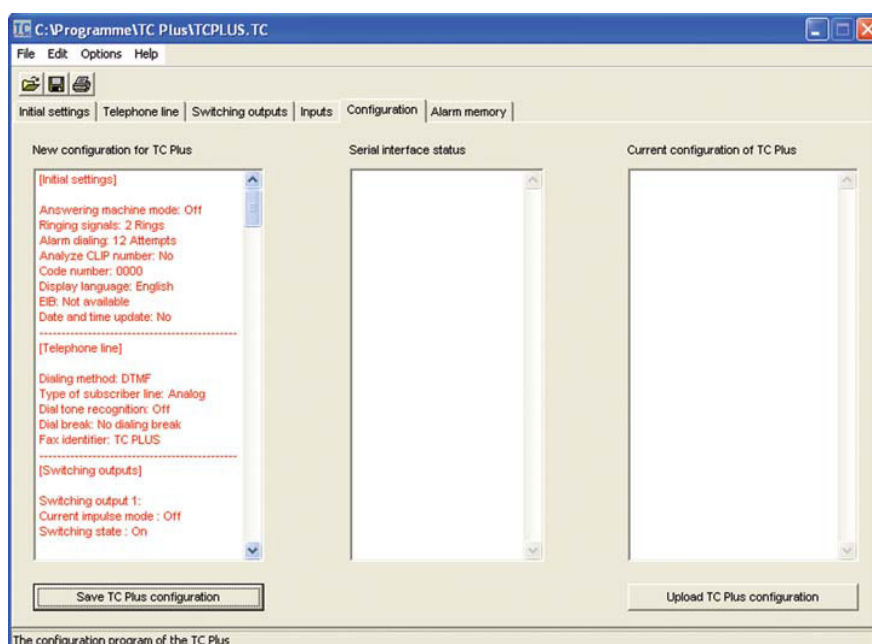 TC C:\Programme\TC Plus\TCPLUS.TC
File Edit Options Help
Initial settings Telephone line Switching outputs Inputs Configuration Alarm memory
New configuration for TC Plus
[Initial settings]
Answering machine mode: Off
Ringing signals: 2 Rings
Alarm dialing: 12 Attempts
Analyze CLIP number: No
Code number: 0000
Display language: English
EIB: Not available
Date and time update: No
--------------------------------------------
[Telephone line]
Dialing method: DTMF
Type of subscriber line: Analog
Dial tone recognition: Off
Dial break: No dialing break
Fax identifier: TC PLUS
--------------------------------------------
[Switching outputs]
Switching output 1:
Current impulse mode : Off
Switching state : On
Save TC Plus configuration
Serial interface status
Current configuration of TC Plus
Upload TC Plus configuration
The configuration program of the TC Plus